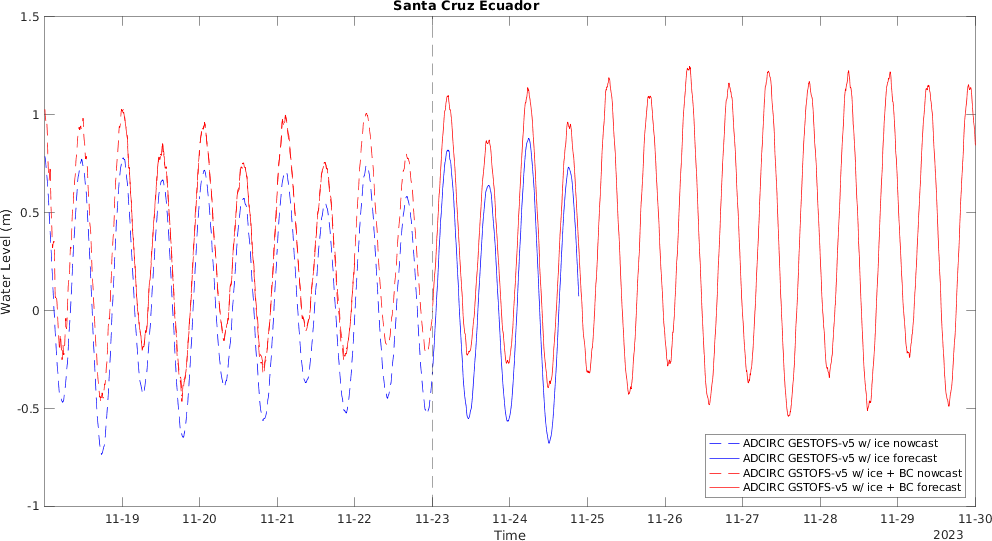 Santa Cruz Ecuador
1.5
1
0.5
0
-0.5
-1
Water Level (m)
11-19
11-20
11-21
11-22
11-23
11-24
11-25
11-26
11-27
11-28
11-29
11-30
2023
Time
ADCIRC GESTOFS-v5 w/ ice nowcast
ADCIRC GESTOFS-v5 w/ ice forecast
ADCIRC GSTOFS-v5 w/ ice + BC nowcast
ADCIRC GSTOFS-v5 w/ ice + BC forecast